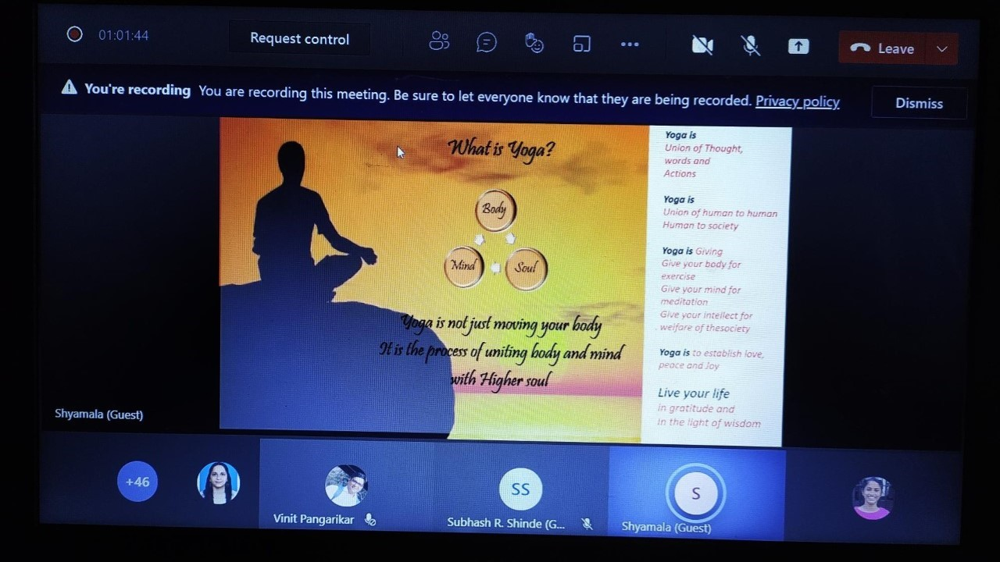 01:01:44
Request control
Leave
You're recording You are recording this meeting. Be sure to let everyone know that they are being recorded. Privacy policy
Dismiss
What is Yoga?
Body
Mind
Soul
Yoga is not just moving your body
It is the process of uniting body and mind
with Higher soul
Yoga is
Union of Thought,
words and
Actions
Yoga is
Union of human to human
Human to society
Yoga is Giving
Give your body for
exercise
Give your mind for
meditation
Give your intellect for
welfare of thesociety
Yoga is to establish love,
peace and Joy
Live your life
in gratitude and
in the light of wisdom
Shyamala (Guest)
+46
Vinit Pangarikar
SS
Subhash R. Shinde (G...
S
Shyamala (Guest)